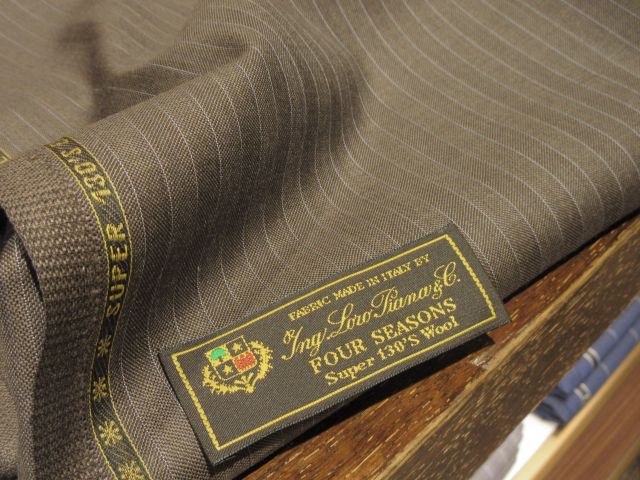 SUPER 130'S
FABRIC MADE IN ITALY BY
Ing. Loro Piana & C.
FOUR SEASONS
Super 130'S Wool